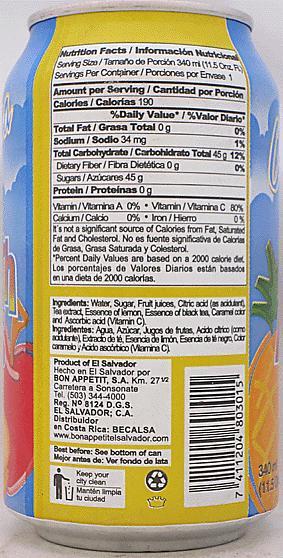 Nutrition Facts / Información Nutricional
Serving Size / Tamaño de Porción 340 ml (11.5 Onz. Fl.)
Servings Per Container / Porciones por Envase 1
Amount per Serving / Cantidad por Porción
Calories / Calorías 190
%Daily Value* / %Valor Diario*
Total Fat / Grasa Total 0 g 0%
Sodium / Sodio 34 mg 1%
Total Carbohydrate / Carbohidrato Total 45 g 12%
Dietary Fiber / Fibra Dietética 0 g 0%
Sugars / Azúcares 45 g
Protein / Proteínas 0 g
Vitamin / Vitamina A 0% • Vitamin / Vitamina C 80%
Calcium / Calcio 0% • Iron / Hierro 0%
It´s not a significant source of Calories from Fat, Saturated
Fat and Cholesterol. No es fuente significativa de Calorías
de Grasa, Grasa Saturada y Colesterol.
*Percent Daily Values are based on a 2000 calorie diet.
Los porcentajes de Valores Diarios están basados
en una dieta de 2000 calorías.
Ingredients: Water, Sugar, Fruit juices, Citric acid (as acidulant),
Tea extract, Essence of lemon, Essence of black tea, Caramel color
and Ascorbic acid (Vitamin C).
Ingredientes: Agua, Azúcar, Jugos de frutas, Acido cítrico (como
acidulante), Extracto de té, Esencia de limón, Esencia de té negro, Color
caramelo y Acido ascórbico (Vitamina C).
Product of El Salvador
Hecho en El Salvador por
BON APPETIT, S.A. Km. 27 1/2
Carretera a Sonsonate
Tel. (503) 344-4000
Reg. Nº 8124 D.G.S.
EL SALVADOR; C.A.
Distribuidor
en Costa Rica: BECALSA
www.bonappetitelsalvador.com
Best before: See bottom of can
Mejor antes de: Ver fondo de lata
Keep your
city clean
Mantén limpia
tu ciudad
7 411204 803015
340 ml
(11.5